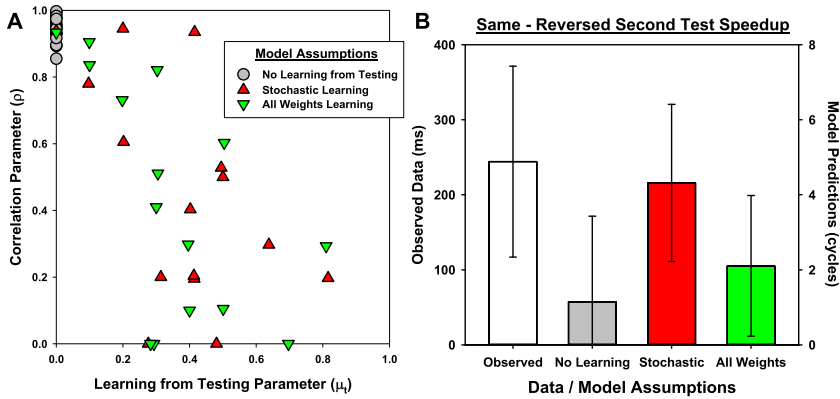 A
1.0
0.8
0.6
0.4
0.2
0.0
0.0 0.2 0.4 0.6 0.8 1.0
Correlation Parameter (ρ)
Learning from Testing Parameter (μt)
Model Assumptions
No Learning from Testing
Stochastic Learning
All Weights Learning
B
Same - Reversed Second Test Speedup
400
300
200
100
0
Observed Data (ms)
8
6
4
2
0
Model Predictions (cycles)
Observed No Learning Stochastic All Weights
Data / Model Assumptions